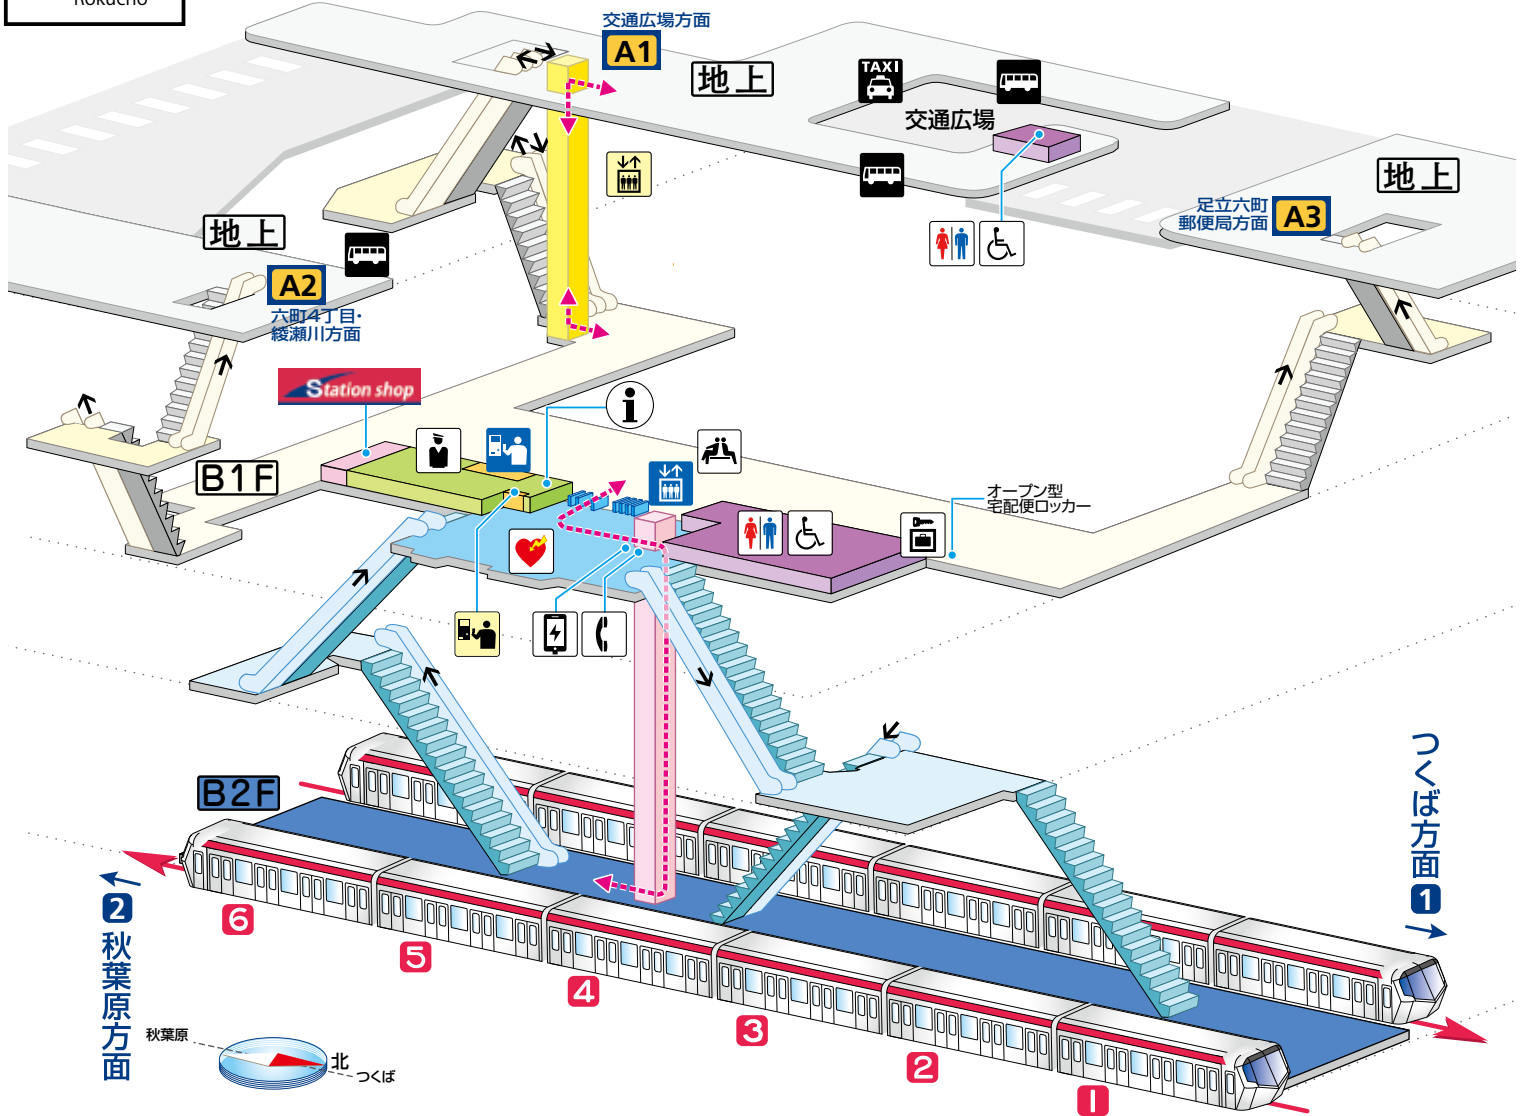 Rokucho
交通広場方面
A1
地上
TAXI
交通広場
地上
足立六町
郵便局方面
A3
地上
A2
六町4丁目・
綾瀬川方面
Station shop
i
B1F
オープン型
宅配便ロッカー
B2F
つくば方面
1
2
秋葉原方面
6
5
4
3
2
1
秋葉原
北
つくば